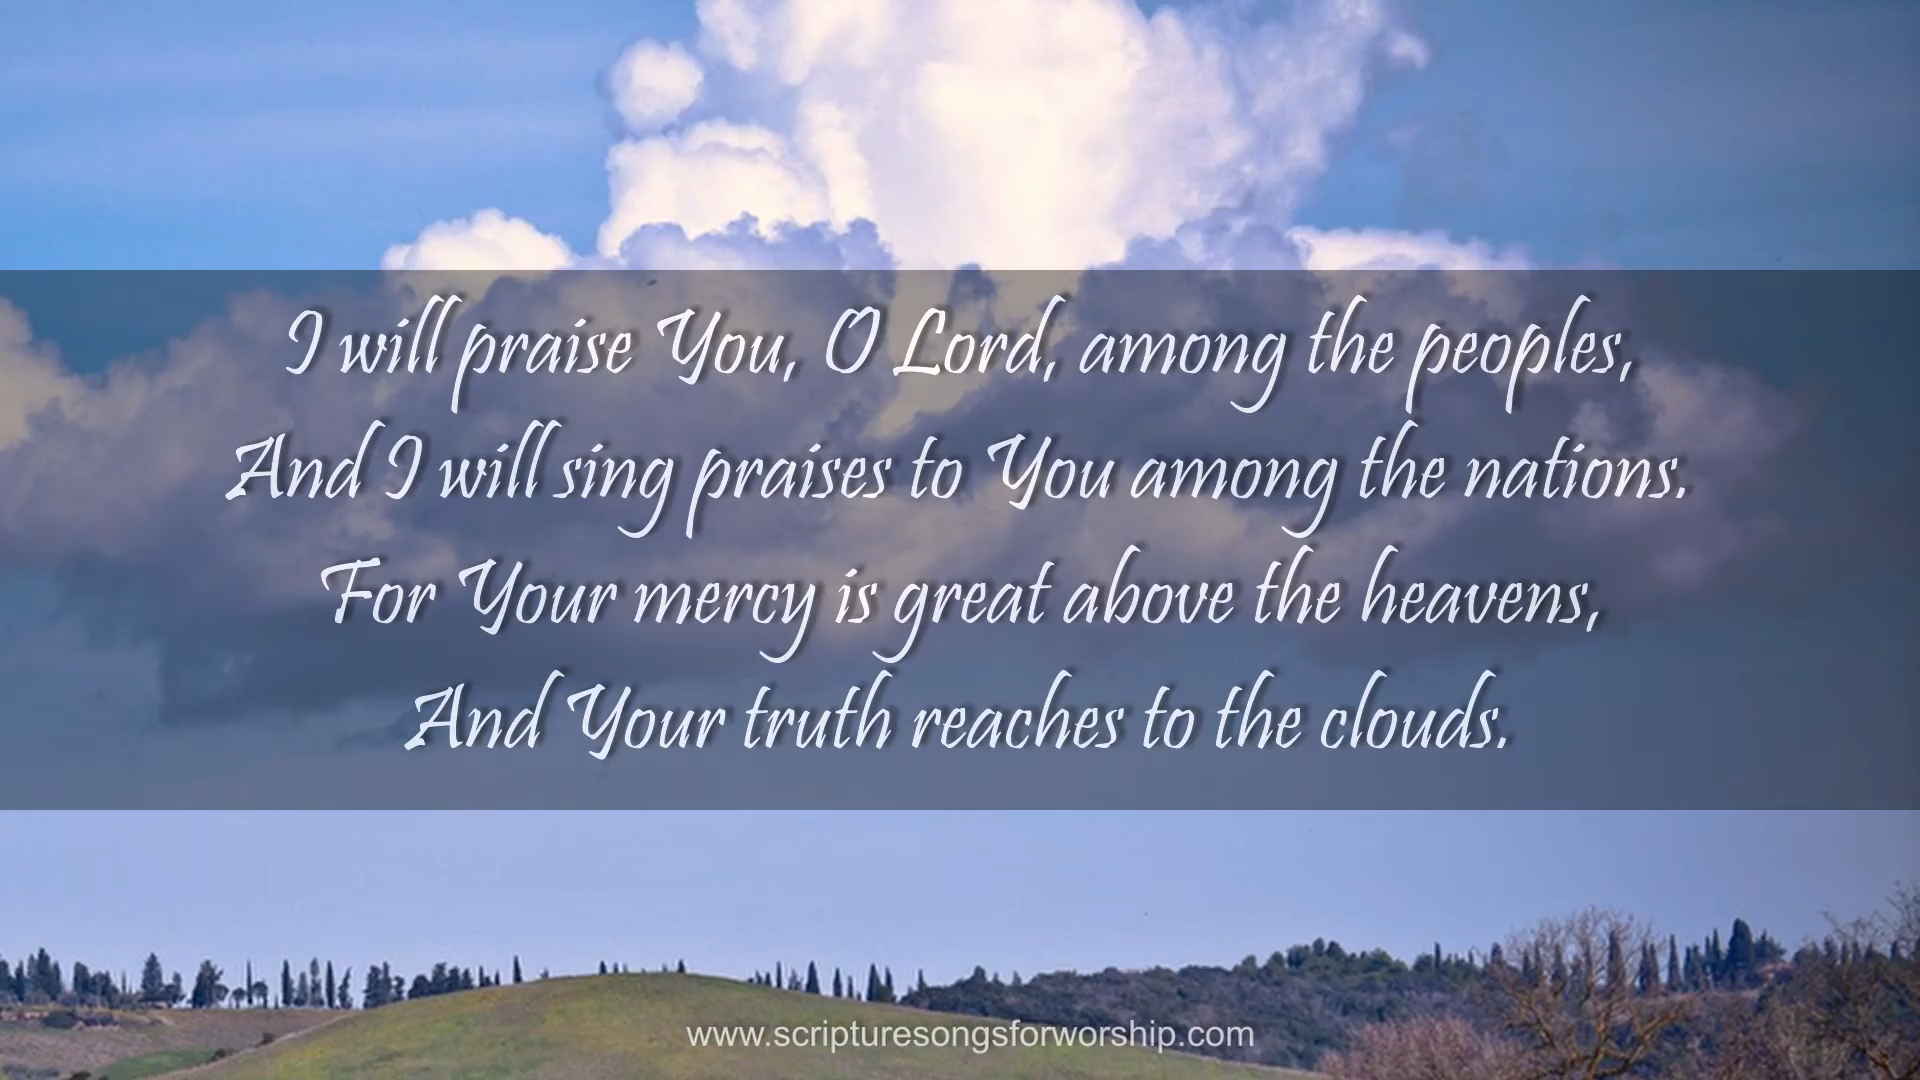 I will praise You, O Lord, among the peoples,
And I will sing praises to You among the nations.
For Your mercy is great above the heavens,
And Your truth reaches to the clouds.
www.scripturesongsforworship.com